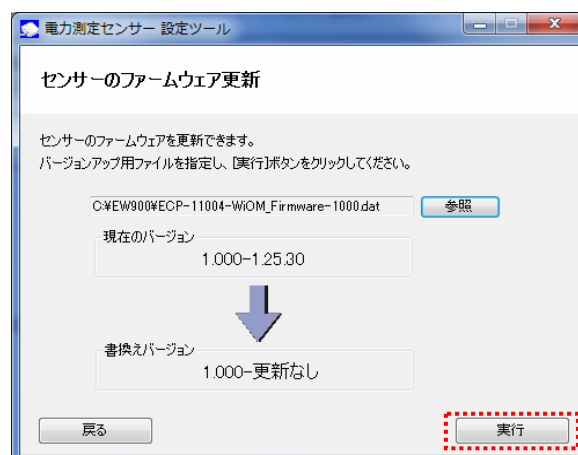 電力測定センサー 設定ツール
センサーのファームウェア更新
センサーのファームウェアを更新できます。
バージョンアップ用ファイルを指定し、[実行]ボタンをクリックしてください。
C:¥EW900¥ECP-11004-WiOM_Firmware-1000.dat 参照
現在のバージョン
1.000-1.25.30
書換えバージョン
1.000-更新なし
戻る 実行